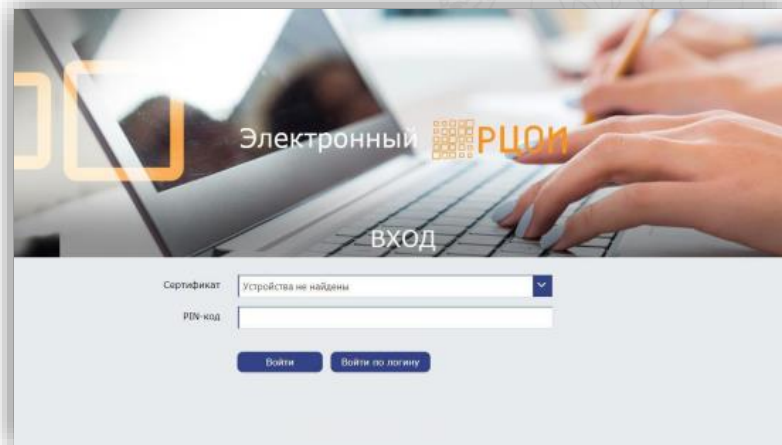 Электронный РЦОИ
ВХОД
Сертификат Устройства не найдены
PIN-код
Войти Войти по логину